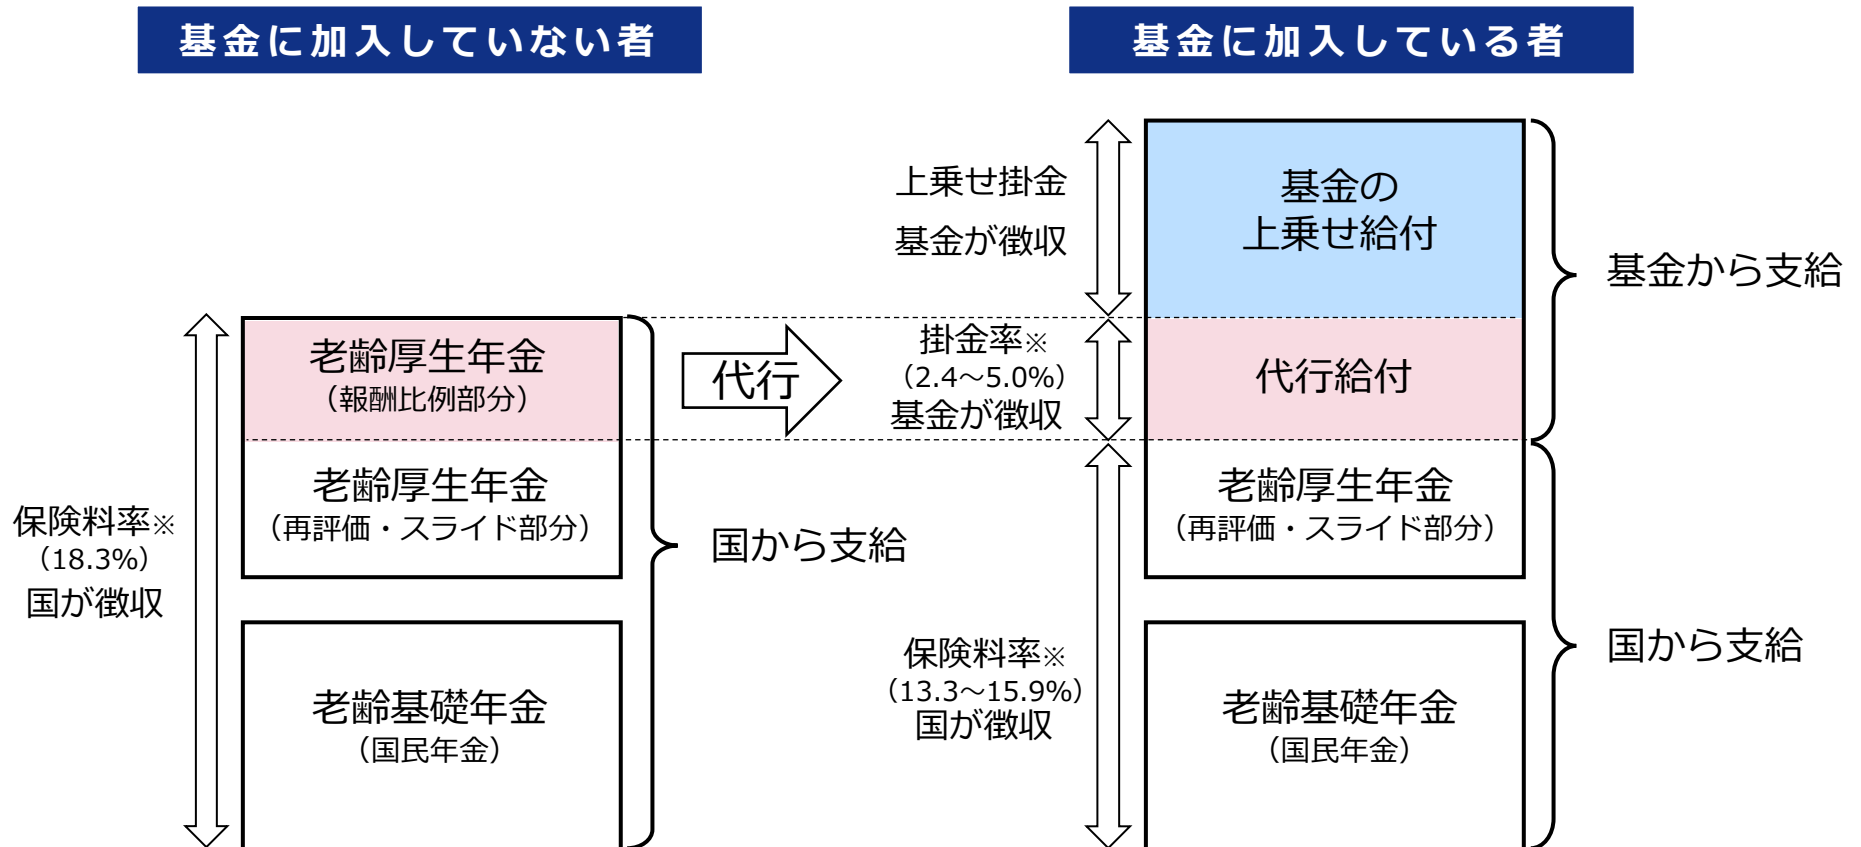 基金に加入していない者
老齢厚生年金
（報酬比例部分）
老齢厚生年金
（再評価・スライド部分）
保険料率※
（18.3%）
国が徴収
国から支給
老齢基礎年金
（国民年金）
代行
基金に加入している者
上乗せ掛金
基金が徴収
基金の
上乗せ給付
基金から支給
掛金率※
（2.4～5.0%）
基金が徴収
代行給付
老齢厚生年金
（再評価・スライド部分）
保険料率※
（13.3～15.9%）
国が徴収
国から支給
老齢基礎年金
（国民年金）